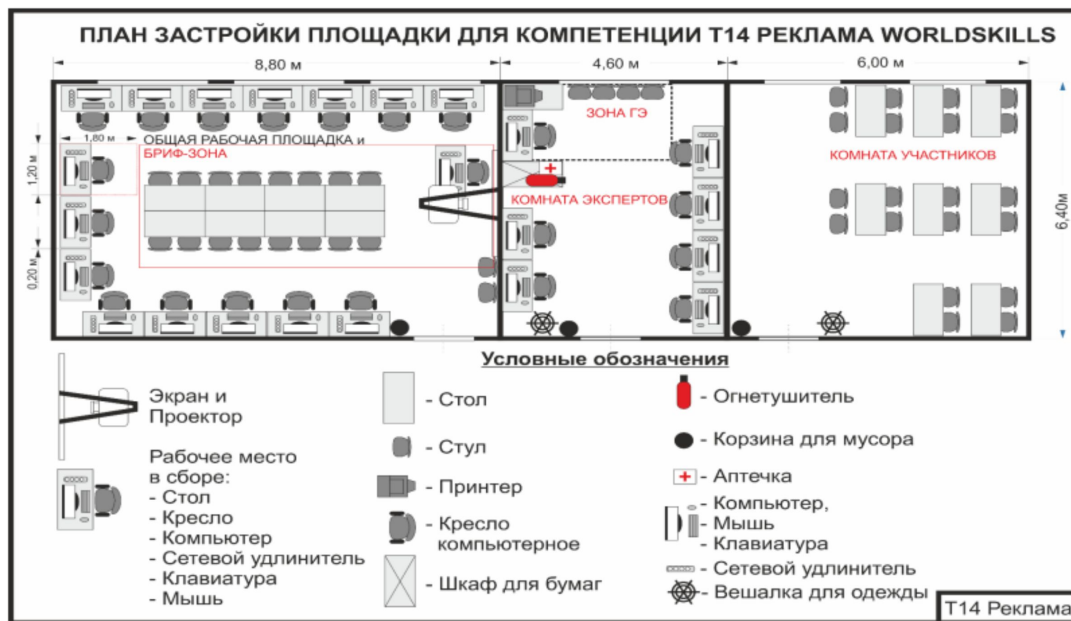 ПЛАН ЗАСТРОЙКИ ПЛОЩАДКИ ДЛЯ КОМПЕТЕНЦИИ Т14 РЕКЛАМА WORLDSKILLS
8,80 м
4,60 м
6,00 м
ЗОНА ГЭ
1,80 м
ОБЩАЯ РАБОЧАЯ ПЛОЩАДКА и
БРИФ-ЗОНА
КОМНАТА УЧАСТНИКОВ
1,20 м
КОМНАТА ЭКСПЕРТОВ
6,40м
0,20 м
Условные обозначения
Экран и
Проектор
Рабочее место
в сборе:
- Стол
- Кресло
- Компьютер
- Сетевой удлинитель
- Клавиатура
- Мышь
- Стол
- Стул
- Принтер
- Кресло
компьютерное
- Шкаф для бумаг
- Огнетушитель
- Корзина для мусора
- Аптечка
- Компьютер,
- Мышь
- Клавиатура
- Сетевой удлинитель
- Вешалка для одежды
Т14 Реклама